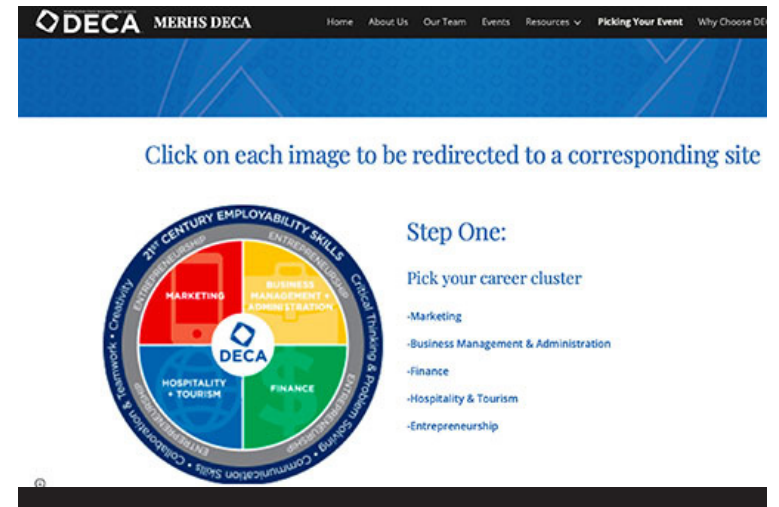 DECA MERHS DECA Home About Us Our Team Events Resources Picking Your Event Why Choose DE
Click on each image to be redirected to a corresponding site
21ST CENTURY EMPLOYABILITY SKILLS
Critical Thinking & Problem Solving • Communication Skills • Collaboration & Teamwork • Creativity
ENTREPRENEURSHIP
ENTREPRENEURSHIP
ENTREPRENEURSHIP
ENTREPRENEURSHIP
MARKETING
BUSINESS
MANAGEMENT +
ADMINISTRATION
DECA
HOSPITALITY
+ TOURISM
FINANCE
Step One:
Pick your career cluster
-Marketing
-Business Management & Administration
-Finance
-Hospitality & Tourism
-Entrepreneurship